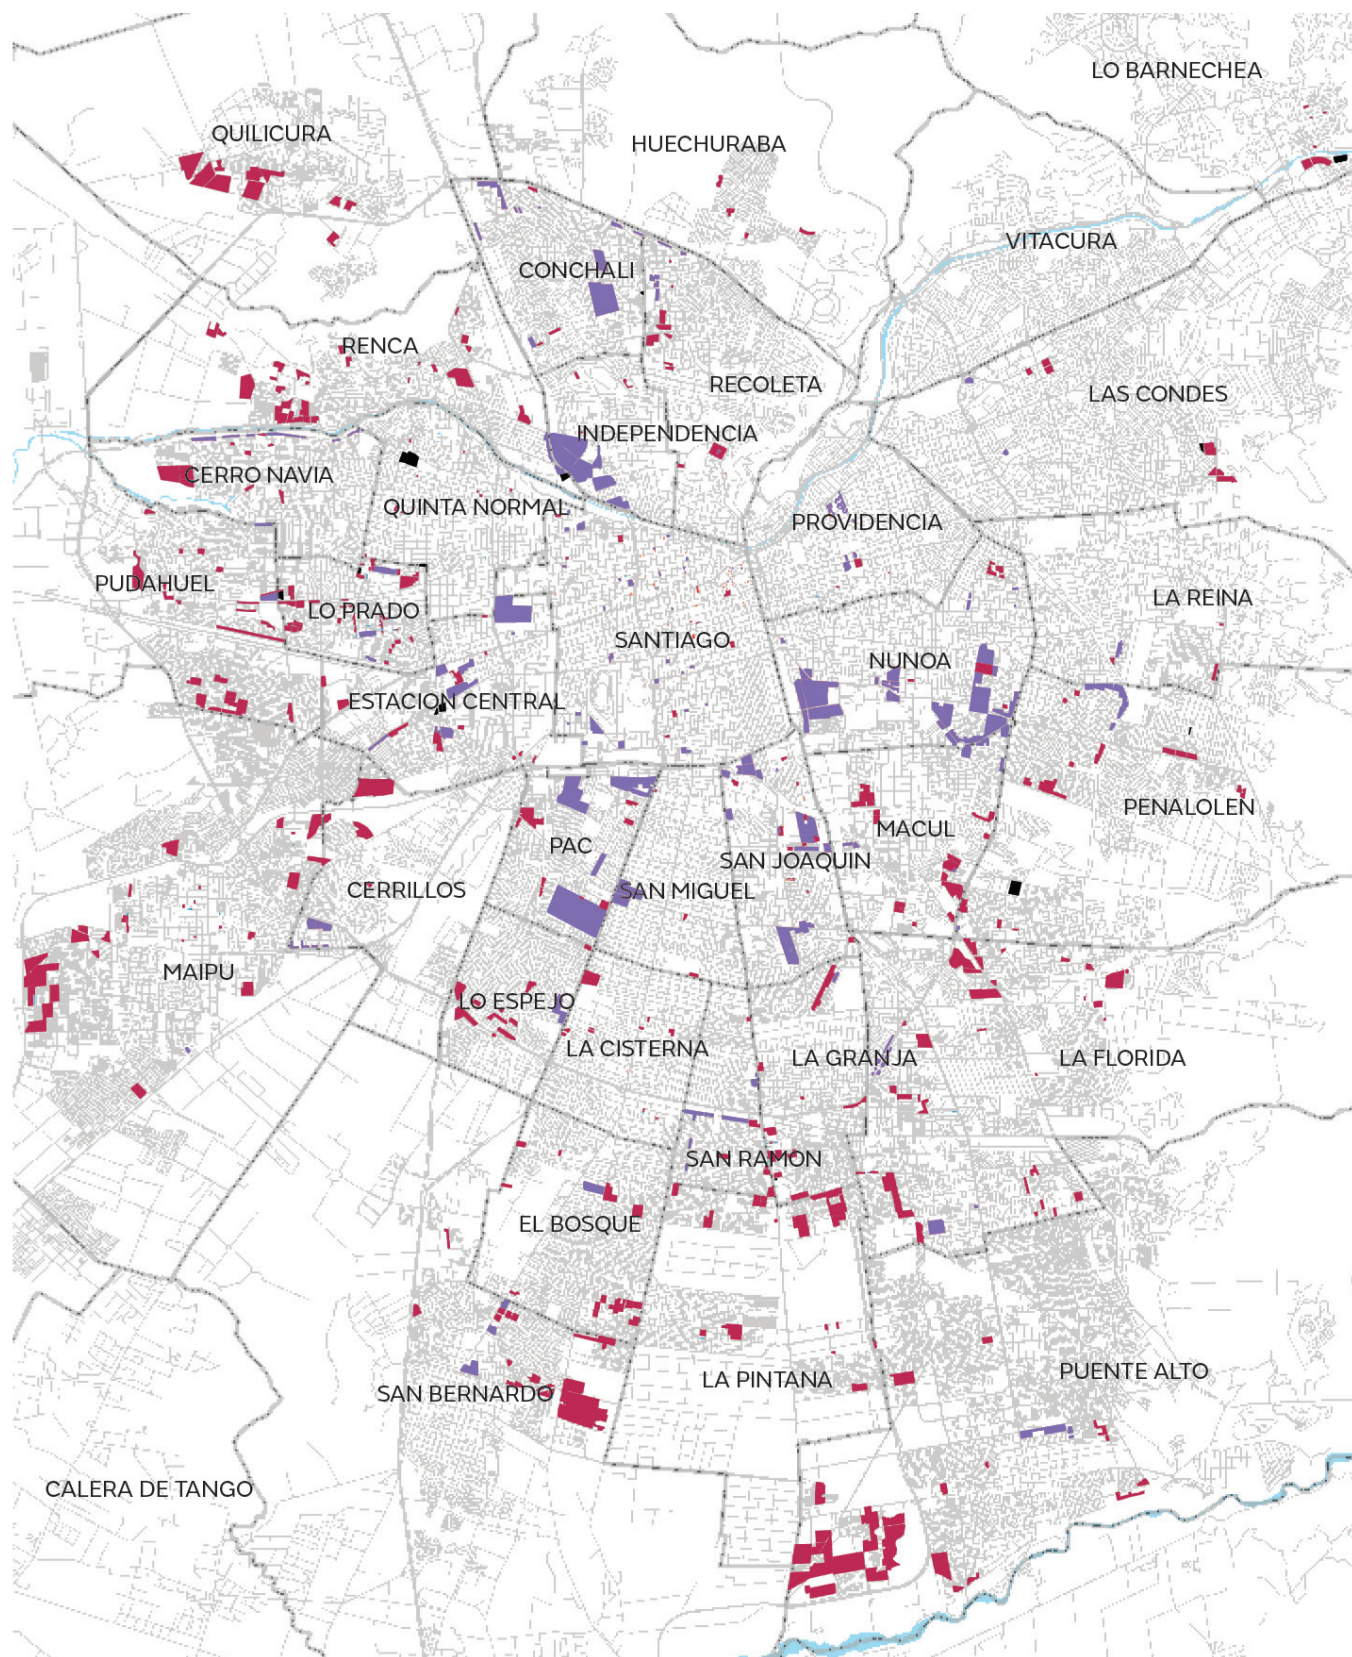 LO BARNECHEA
QUILICURA
HUECHURABA
VITACURA
CONCHALI
RENCA
RECOLETA
LAS CONDES
INDEPENDENCIA
CERRO NAVIA
QUINTA NORMAL
PROVIDENCIA
PUDAHUEL
LO PRADO
LA REINA
SANTIAGO
NUNOA
ESTACION CENTRAL
PENALOLEN
MACUL
PAC
SAN JOAQUIN
CERRILLOS
SAN MIGUEL
MAIPU
LO ESPEJO
LA CISTERNA
LA GRANJA
LA FLORIDA
SAN RAMON
EL BOSQUE
PUENTE ALTO
LA PINTANA
SAN BERNARDO
CALERA DE TANGO